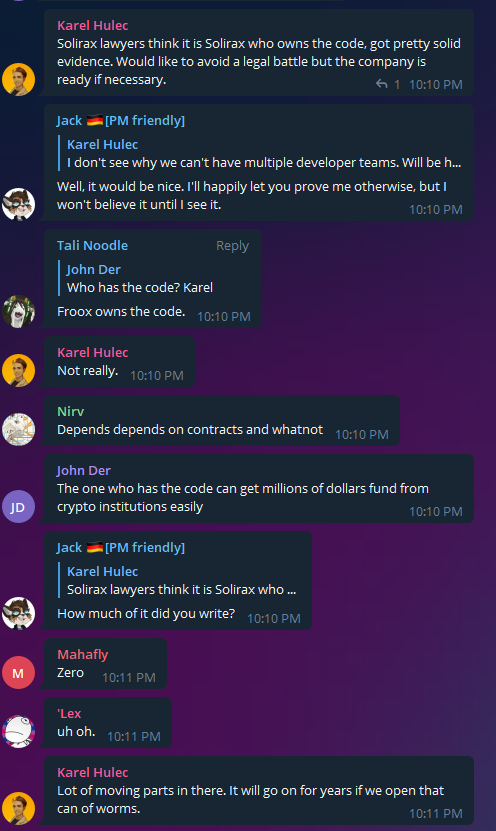 Karel Hulec
Solirax lawyers think it is Solirax who owns the code, got pretty solid
evidence. Would like to avoid a legal battle but the company is
ready if necessary.
1 10:10 PM
Jack 🇩🇪[PM friendly]
Karel Hulec
I don't see why we can't have multiple developer teams. Will be h...
Well, it would be nice. I'll happily let you prove me otherwise, but I
won't believe it until I see it.
10:10 PM
Tali Noodle Reply
John Der
Who has the code? Karel
Froox owns the code. 10:10 PM
Karel Hulec
Not really. 10:10 PM
Nirv
Depends depends on contracts and whatnot 10:10 PM
John Der
The one who has the code can get millions of dollars fund from
JD
crypto institutions easily 10:10 PM
Jack 🇩🇪[PM friendly]
Karel Hulec
Solirax lawyers think it is Solirax who ...
How much of it did you write? 10:10 PM
Mahafly
M
Zero 10:11 PM
'Lex
uh oh. 10:11 PM
Karel Hulec
Lot of moving parts in there. It will go on for years if we open that
can of worms. 10:11 PM